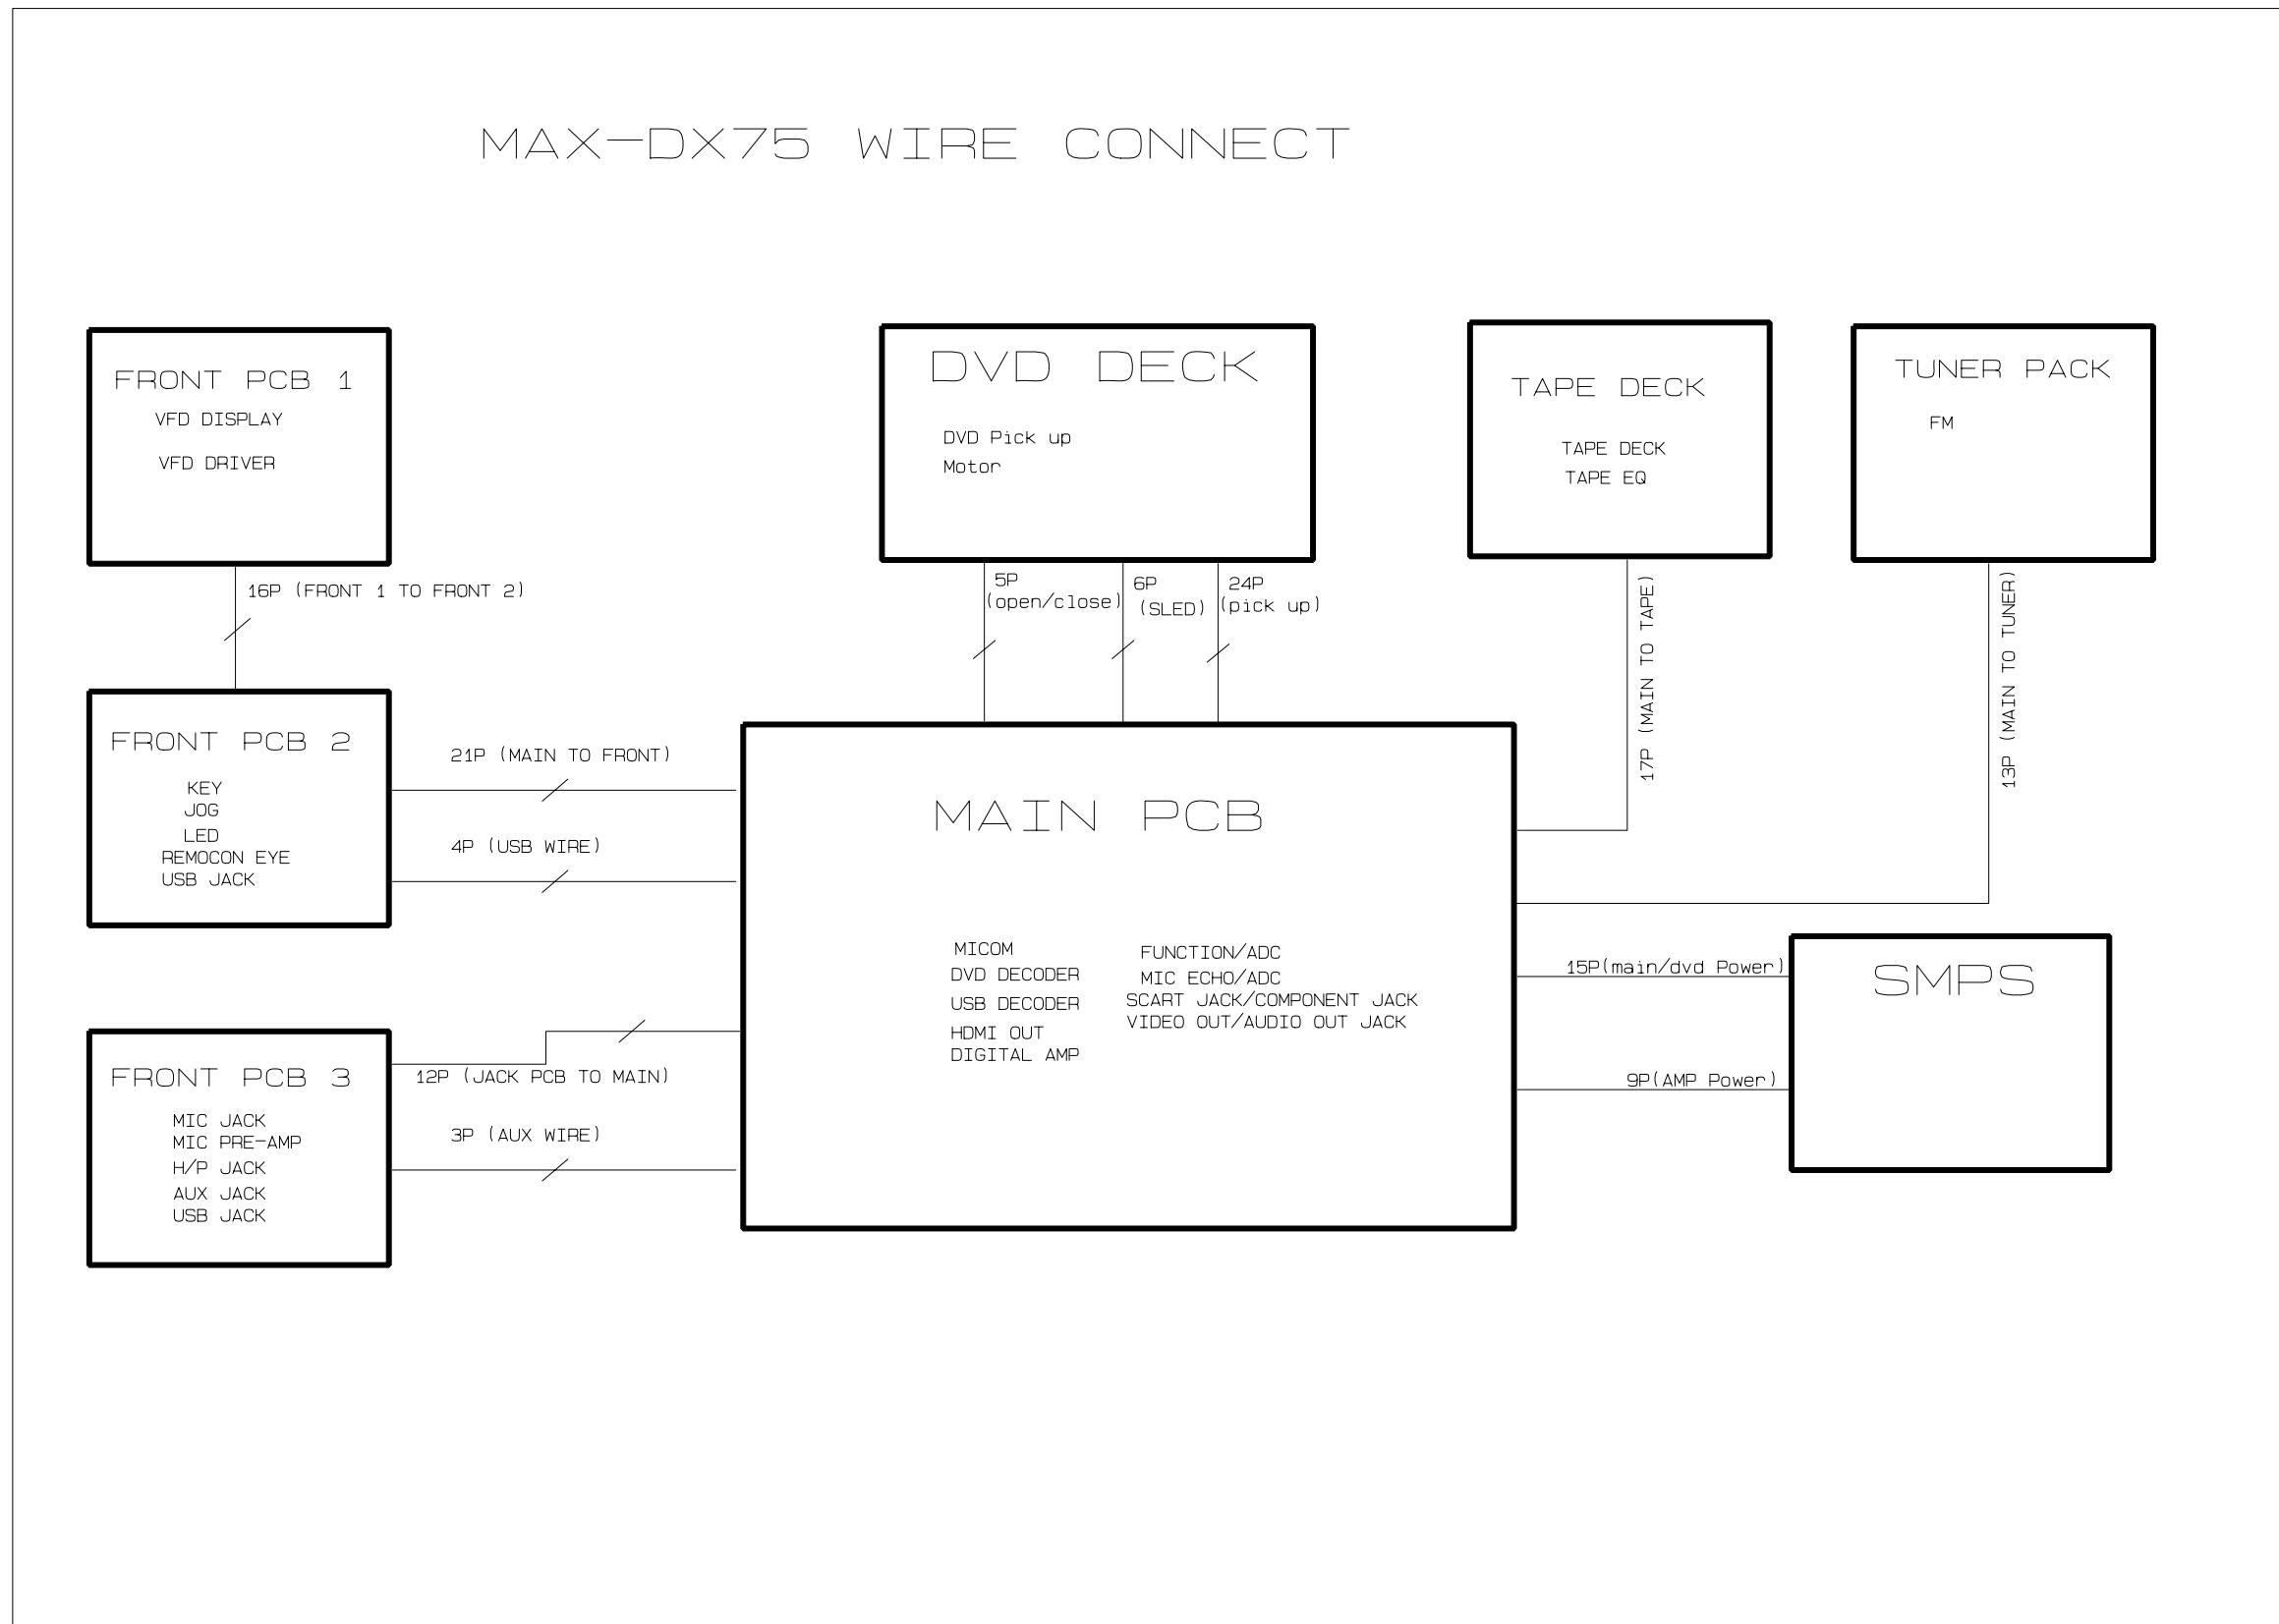 MAX-DX75 WIRE CONNECT
FRONT PCB 1
VFD DISPLAY
VFD DRIVER
DVD DECK
DVD Pick up
Motor
TAPE DECK
TAPE DECK
TAPE EQ
TUNER PACK
FM
16P (FRONT 1 TO FRONT 2)
5P
(open/close)
6P
(SLED)
24P
(pick up)
17P (MAIN TO TAPE)
13P (MAIN TO TUNER)
FRONT PCB 2
KEY
JOG
LED
REMOCON EYE
USB JACK
21P (MAIN TO FRONT)
4P (USB WIRE)
MAIN PCB
MICOM
DVD DECODER
USB DECODER
HDMI OUT
DIGITAL AMP
FUNCTION/ADC
MIC ECHO/ADC
SCART JACK/COMPONENT JACK
VIDEO OUT/AUDIO OUT JACK
15P(main/dvd Power)
9P(AMP Power)
SMPS
FRONT PCB 3
MIC JACK
MIC PRE-AMP
H/P JACK
AUX JACK
USB JACK
12P (JACK PCB TO MAIN)
3P (AUX WIRE)